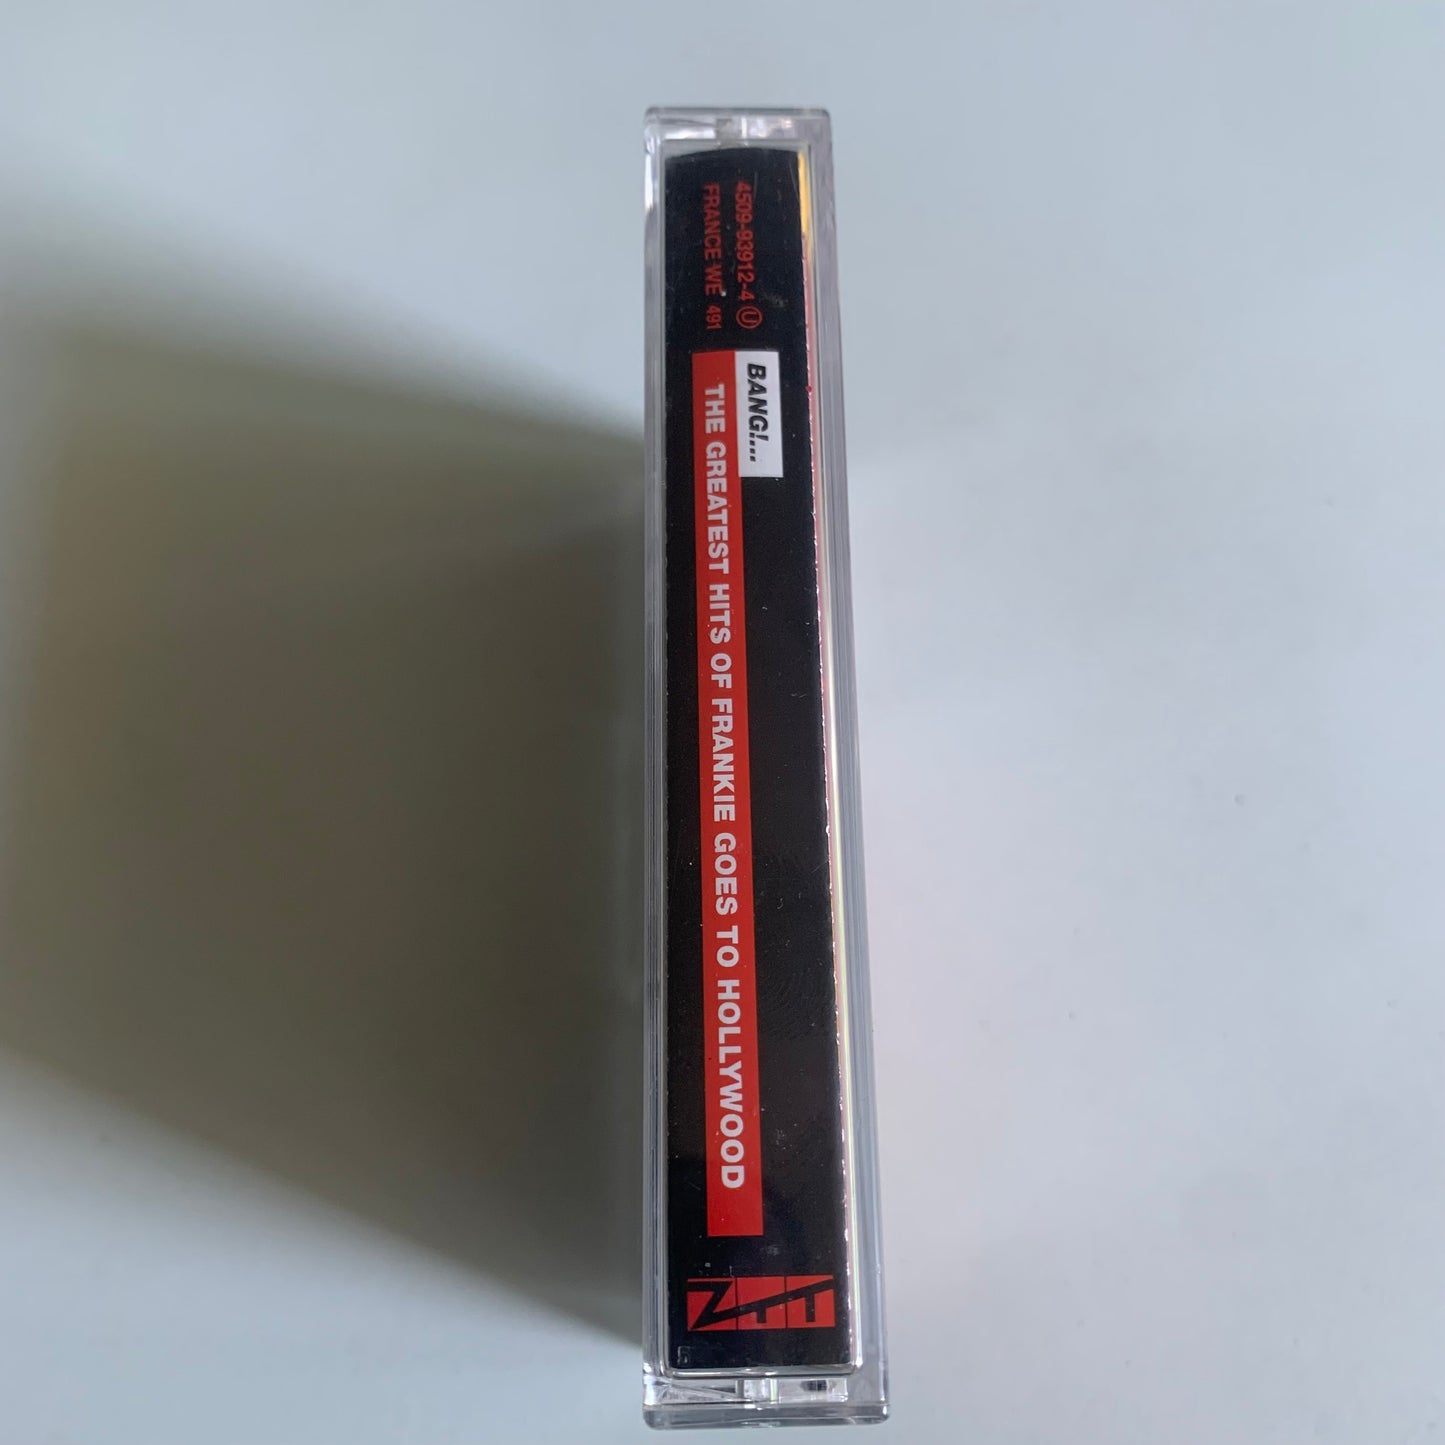 4509-93912-4 Ⓤ
FRANCE WE 491
BANG!...
THE GREATEST HITS OF FRANKIE GOES TO HOLLYWOOD
ZTT